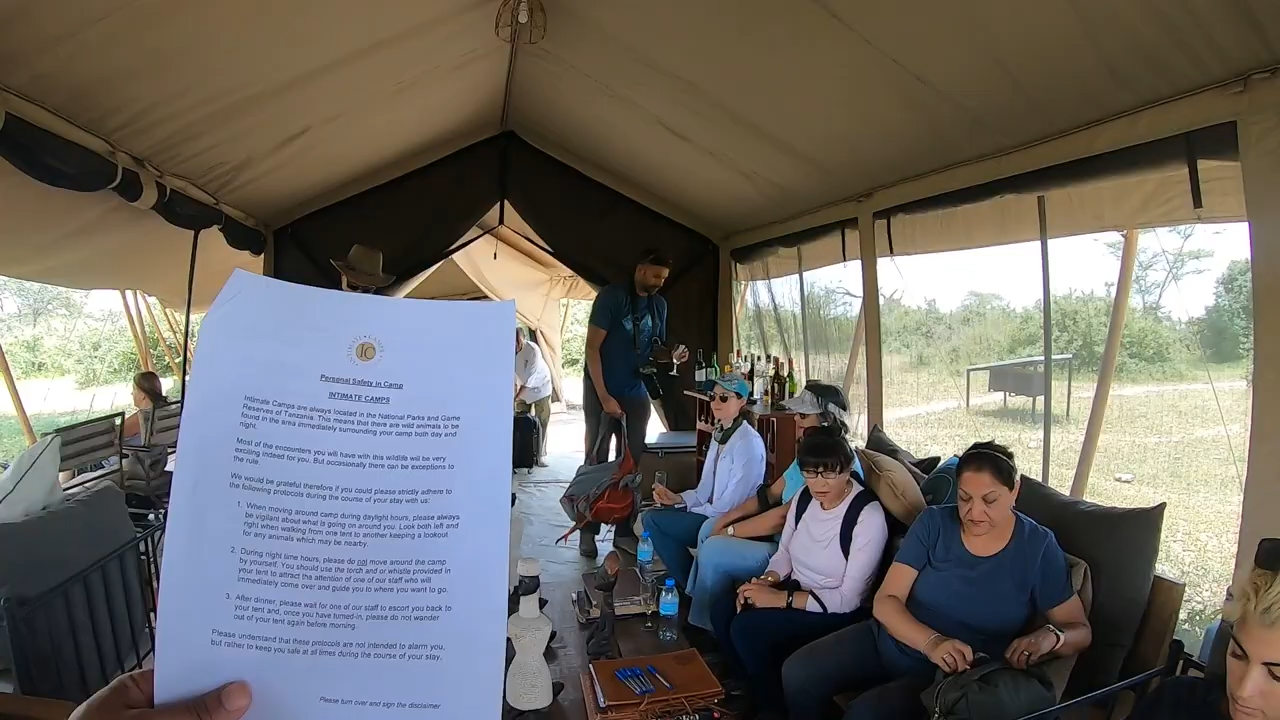 INTIMATE CAMPS
IC
Personal Safety in Camp
INTIMATE CAMPS
Intimate Camps are always located in the National Parks and Game
Reserves of Tanzania. This means that there are wild animals to be
found in the area immediately surrounding your camp both day and
night.
Most of the encounters you will have with this wildlife will be very
exciting indeed for you. But occasionally there can be exceptions to
the rule.
We would be grateful therefore if you could please strictly adhere to
the following protocols during the course of your stay with us:
1. When moving around camp during daylight hours, please always
be vigilant about what is going on around you. Look both left and
right when walking from one tent to another keeping a lookout
for any animals which may be nearby.
2. During night time hours, please do not move around the camp
by yourself. You should use the torch and or whistle provided in
your tent to attract the attention of one of our staff who will
immediately come over and guide you to where you want to go.
3. After dinner, please wait for one of our staff to escort you back to
your tent and, once you have turned-in, please do not wander
out of your tent again before morning.
Please understand that these protocols are not intended to alarm you,
but rather to keep you safe at all times during the course of your stay.
Please turn over and sign the disclaimer